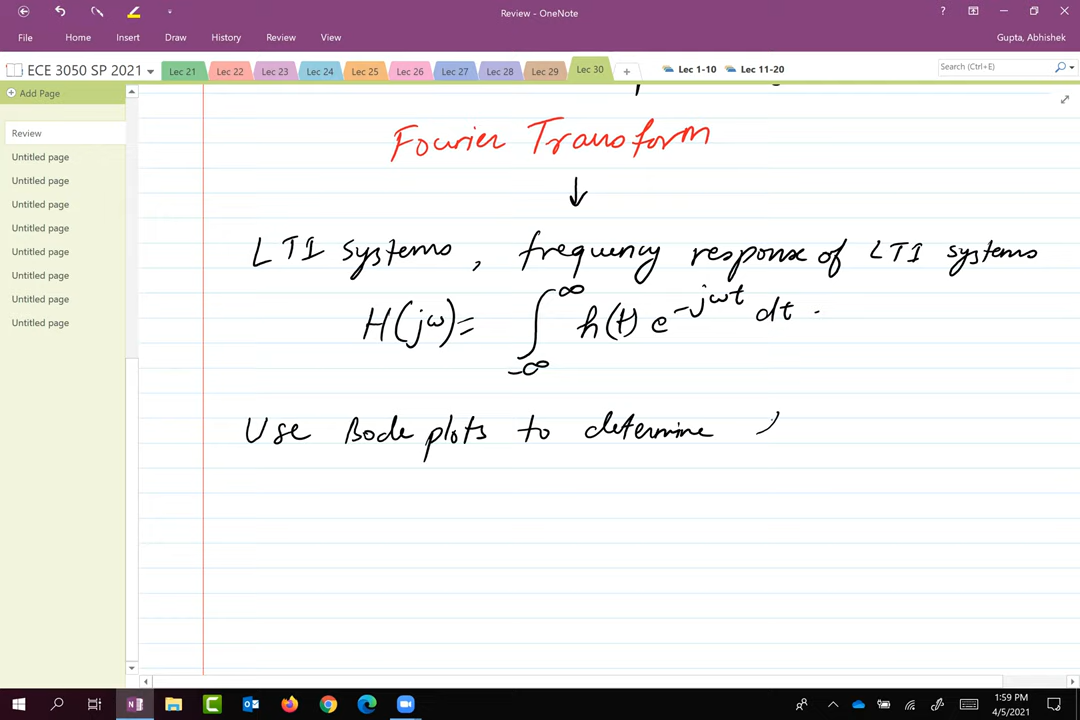 Review - OneNote
Gupta, Abhishek
File Home Insert Draw History Review View
ECE 3050 SP 2021 Lec 21 Lec 22 Lec 23 Lec 24 Lec 25 Lec 26 Lec 27 Lec 28 Lec 29 Lec 30 Lec 1-10 Lec 11-20 Search (Ctrl+E)
Add Page
Review
Untitled page
Untitled page
Untitled page
Untitled page
Untitled page
Untitled page
Untitled page
Untitled page
Fourier Transform
↓
LTI systems, frequency response of LTI systems
H(jω)= ∫_{-∞}^{∞} h(t) e^{-jωt} dt.
Use Bode plots to determine
1:59 PM
4/5/2021